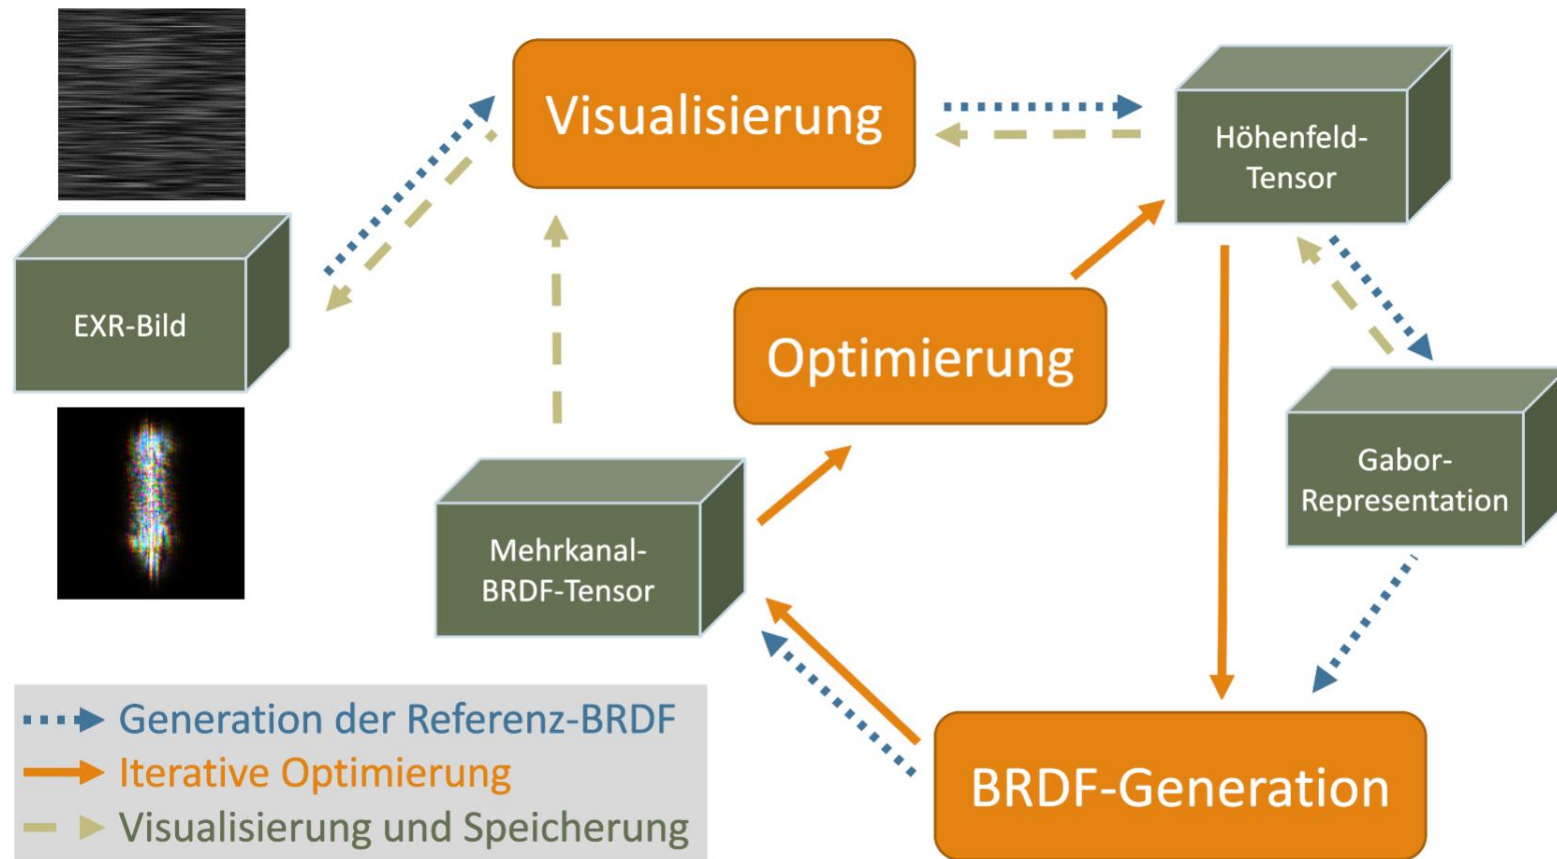 Visualisierung
Höhenfeld-
Tensor
EXR-Bild
Optimierung
Gabor-
Representation
Mehrkanal-
BRDF-Tensor
BRDF-Generation
Generation der Referenz-BRDF
Iterative Optimierung
Visualisierung und Speicherung